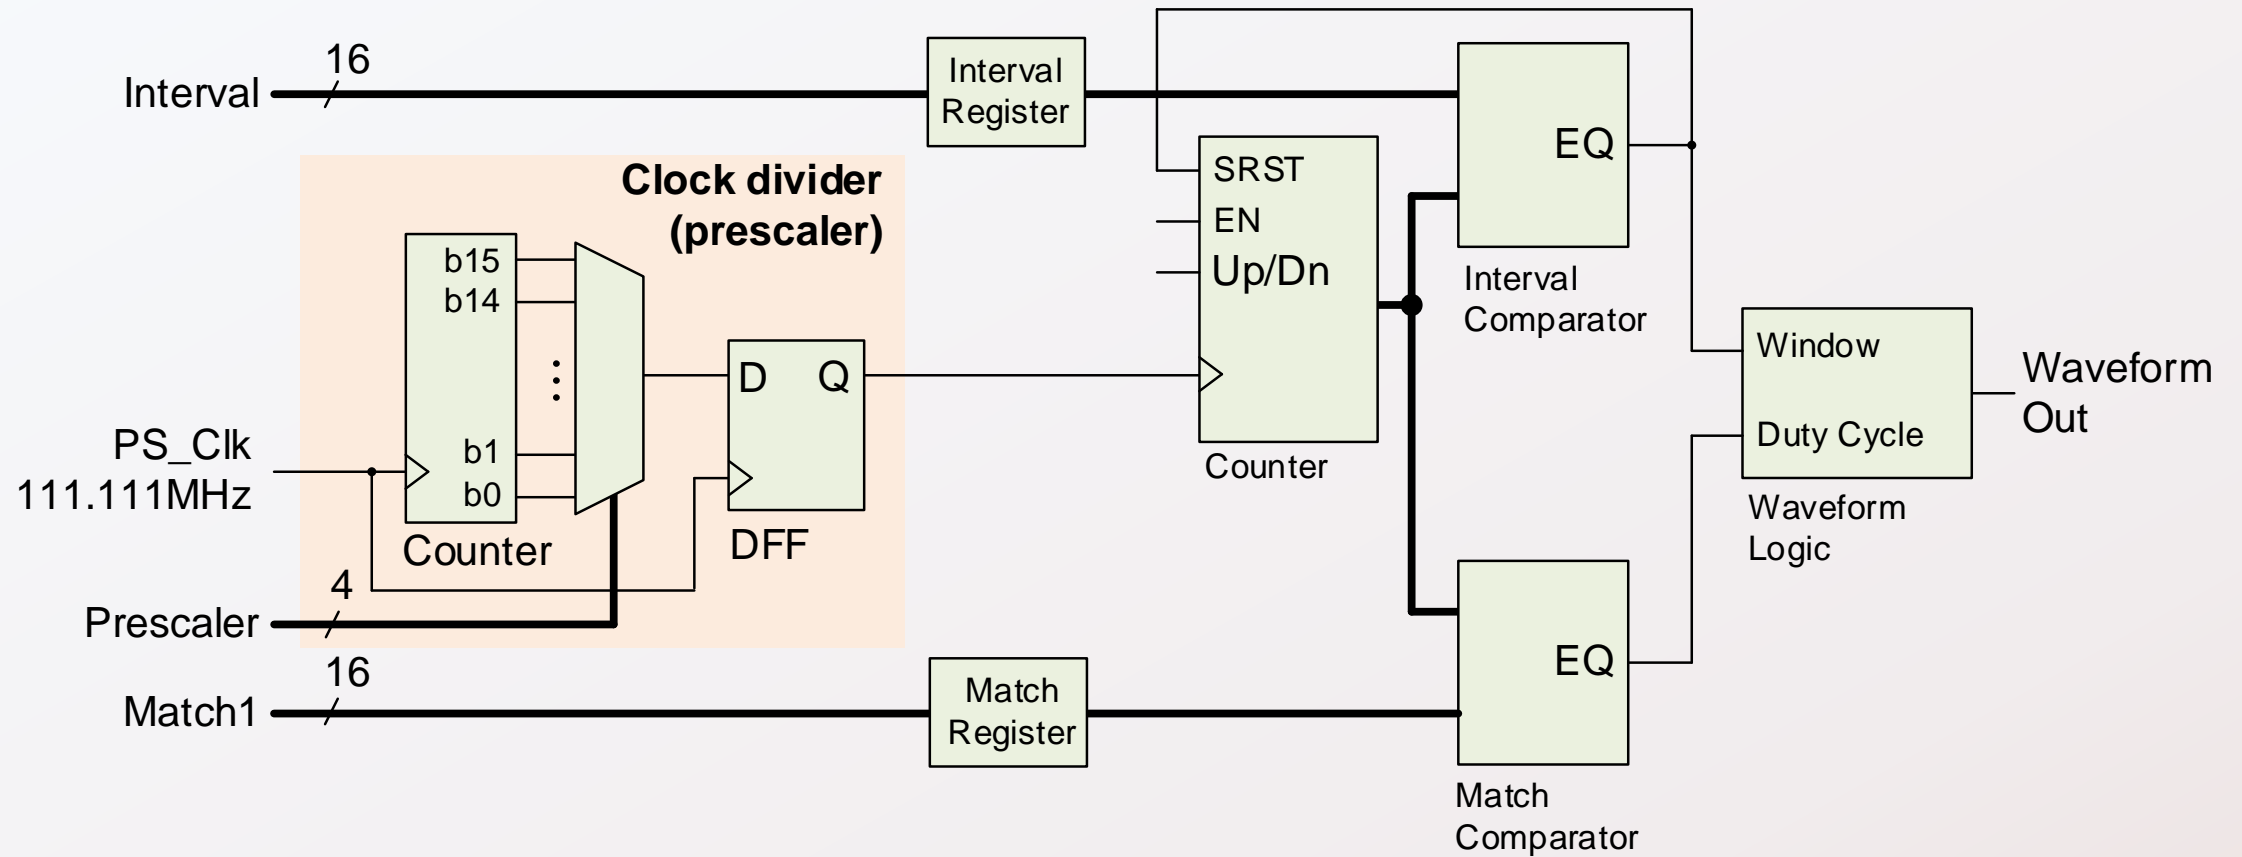 16
Interval
Interval
Register
EQ
SRST
EN
Up/Dn
Clock divider
(prescaler)
b15
b14
b1
b0
Counter
D Q
DFF
Counter
Interval
Comparator
Window
Duty Cycle
Waveform
Out
Waveform
Logic
PS_Clk
111.111MHz
4
Prescaler
16
Match1
Match
Register
EQ
Match
Comparator